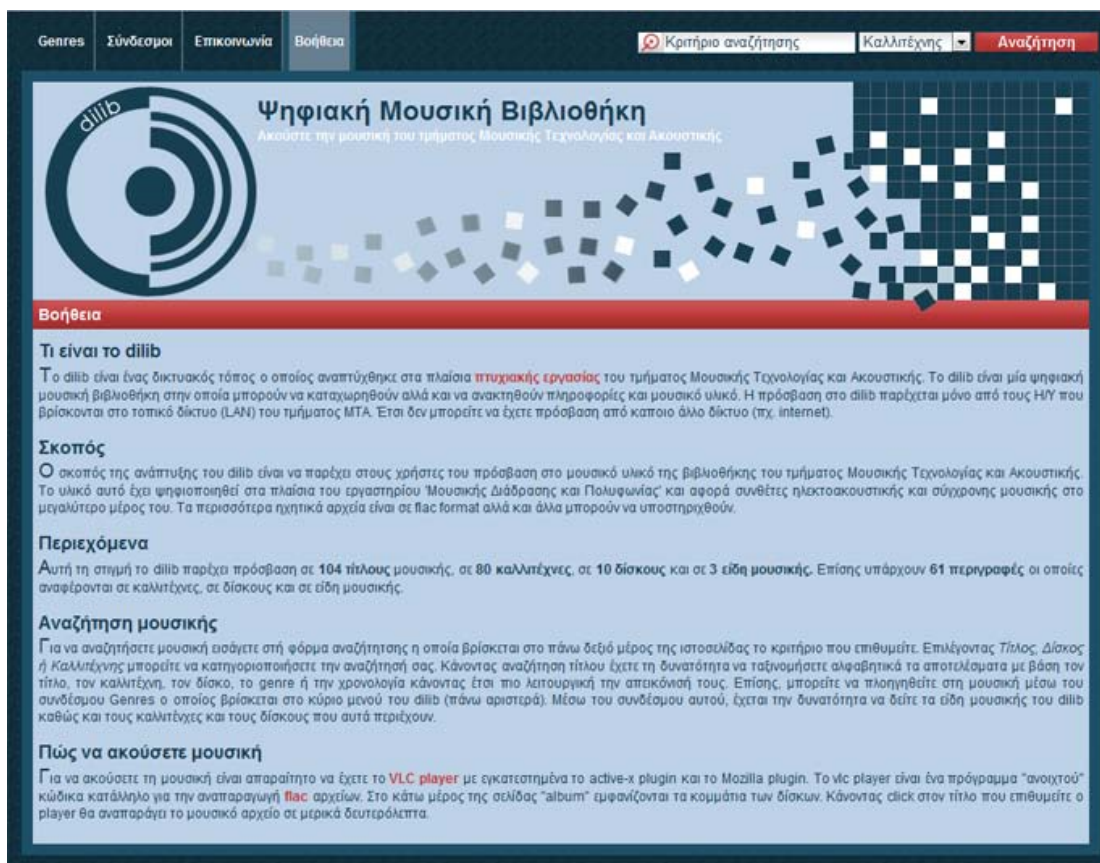 Genres Σύνδεσμοι Επικοινωνία Βοήθεια Κριτήριο αναζήτησης Καλλιτέχνης Αναζήτηση
dilib
Ψηφιακή Μουσική Βιβλιοθήκη
Ακούστε την μουσική του τμήματος Μουσικής Τεχνολογίας και Ακουστικής
Βοήθεια
Τι είναι το dilib
Το dilib είναι ένας δικτυακός τόπος ο οποίος αναπτύχθηκε στα πλαίσια πτυχιακής εργασίας του τμήματος Μουσικής Τεχνολογίας και Ακουστικής. Το dilib είναι μία ψηφιακή
μουσική βιβλιοθήκη στην οποία μπορούν να καταχωρηθούν αλλά και να ανακτηθούν πληροφορίες και μουσικό υλικό. Η πρόσβαση στο dilib παρέχεται μόνο από τους Η/Υ που
βρίσκονται στο τοπικό δίκτυο (LAN) του τμήματος ΜΤΑ. Έτσι δεν μπορείτε να έχετε πρόσβαση από καποιο άλλο δίκτυο (πχ. internet).
Σκοπός
Ο σκοπός της ανάπτυξης του dilib είναι να παρέχει στους χρήστες του πρόσβαση στο μουσικό υλικό της βιβλιοθήκης του τμήματος Μουσικής Τεχνολογίας και Ακουστικής.
Το υλικό αυτό έχει ψηφιοποιηθεί στα πλαίσια του εργαστηρίου 'Μουσικής Διάδρασης και Πολυφωνίας' και αφορά συνθέτες ηλεκτοακουστικής και σύγχρονης μουσικής στο
μεγαλύτερο μέρος του. Τα περισσότερα ηχητικά αρχεία είναι σε flac format αλλά και άλλα μπορούν να υποστηριχθούν.
Περιεχόμενα
Αυτή τη στιγμή το dilib παρέχει πρόσβαση σε 104 τίτλους μουσικής, σε 80 καλλιτέχνες, σε 10 δίσκους και σε 3 είδη μουσικής. Επίσης υπάρχουν 61 περιγραφές οι οποίες
αναφέρονται σε καλλιτέχνες, σε δίσκους και σε είδη μουσικής.
Αναζήτηση μουσικής
Για να αναζητήσετε μουσική εισάγετε στή φόρμα αναζήτητσης η οποία βρίσκεται στο πάνω δεξιό μέρος της ιστοσελίδας το κριτήριο που επιθυμείτε. Επιλέγοντας Τίτλος, Δίσκος
ή Καλλιτέχνης μπορείτε να κατηγοριοποιήσετε την αναζήτησή σας. Κάνοντας αναζήτηση τίτλου έχετε τη δυνατότητα να ταξινομήσετε αλφαβητικά τα αποτελέσματα με βάση τον
τίτλο, τον καλλιτέχνη, τον δίσκο, το genre ή την χρονολογία κάνοντας έτσι πιο λειτουργική την απεικόνισή τους. Επίσης, μπορείτε να πλοηγηθείτε στη μουσική μέσω του
συνδέσμου Genres ο οποίος βρίσκεται στο κύριο μενού του dilib (πάνω αριστερά). Μέσω του συνδέσμου αυτού, έχεται την δυνατότητα να δείτε τα είδη μουσικής του dilib
καθώς και τους καλλιτένχες και τους δίσκους που αυτά περιέχουν.
Πώς να ακούσετε μουσική
Για να ακούσετε τη μουσική είναι απαραίτητο να έχετε το VLC player με εγκατεστημένα το active-x plugin και το Mozilla plugin. Το vlc player είναι ένα πρόγραμμα "ανοιχτού"
κώδικα κατάλληλο για την αναπαραγωγή flac αρχείων. Στο κάτω μέρος της σελίδας "album" εμφανίζονται τα κομμάτια των δίσκων. Κάνοντας click στον τίτλο που επιθυμείτε ο
player θα αναπαράγει το μουσικό αρχείο σε μερικά δευτερόλεπτα.